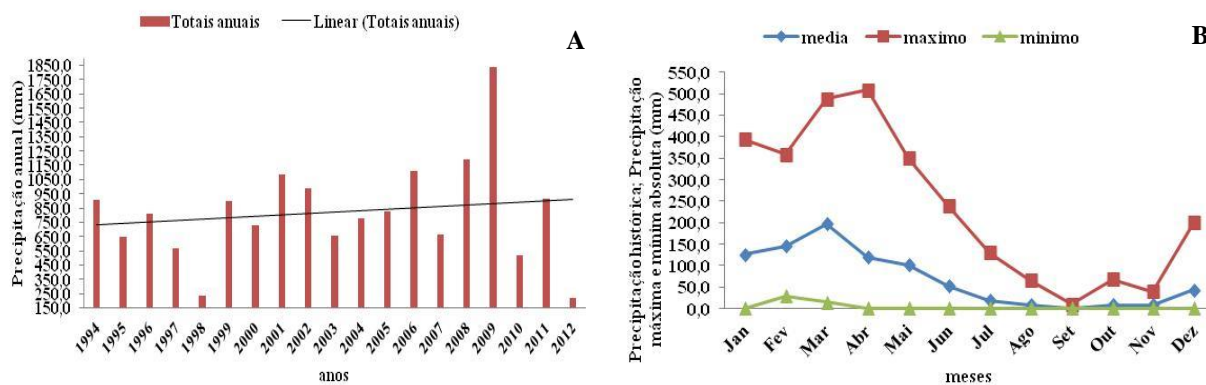 Totais anuais
Linear (Totais anuais)
A
Precipitação anual (mm)
1850,0
1750,0
1650,0
1550,0
1450,0
1350,0
1250,0
1150,0
1050,0
950,0
850,0
750,0
650,0
550,0
450,0
350,0
250,0
150,0
1994
1995
1996
1997
1998
1999
2000
2001
2002
2003
2004
2005
2006
2007
2008
2009
2010
2011
2012
anos
media
maximo
minimo
B
Precipitação histórica; Precipitação
máxima e mínim absoluta (mm)
550,0
500,0
450,0
400,0
350,0
300,0
250,0
200,0
150,0
100,0
50,0
0,0
Jan
Fev
Mar
Abr
Mai
Jun
Jul
Ago
Set
Out
Nov
Dez
meses